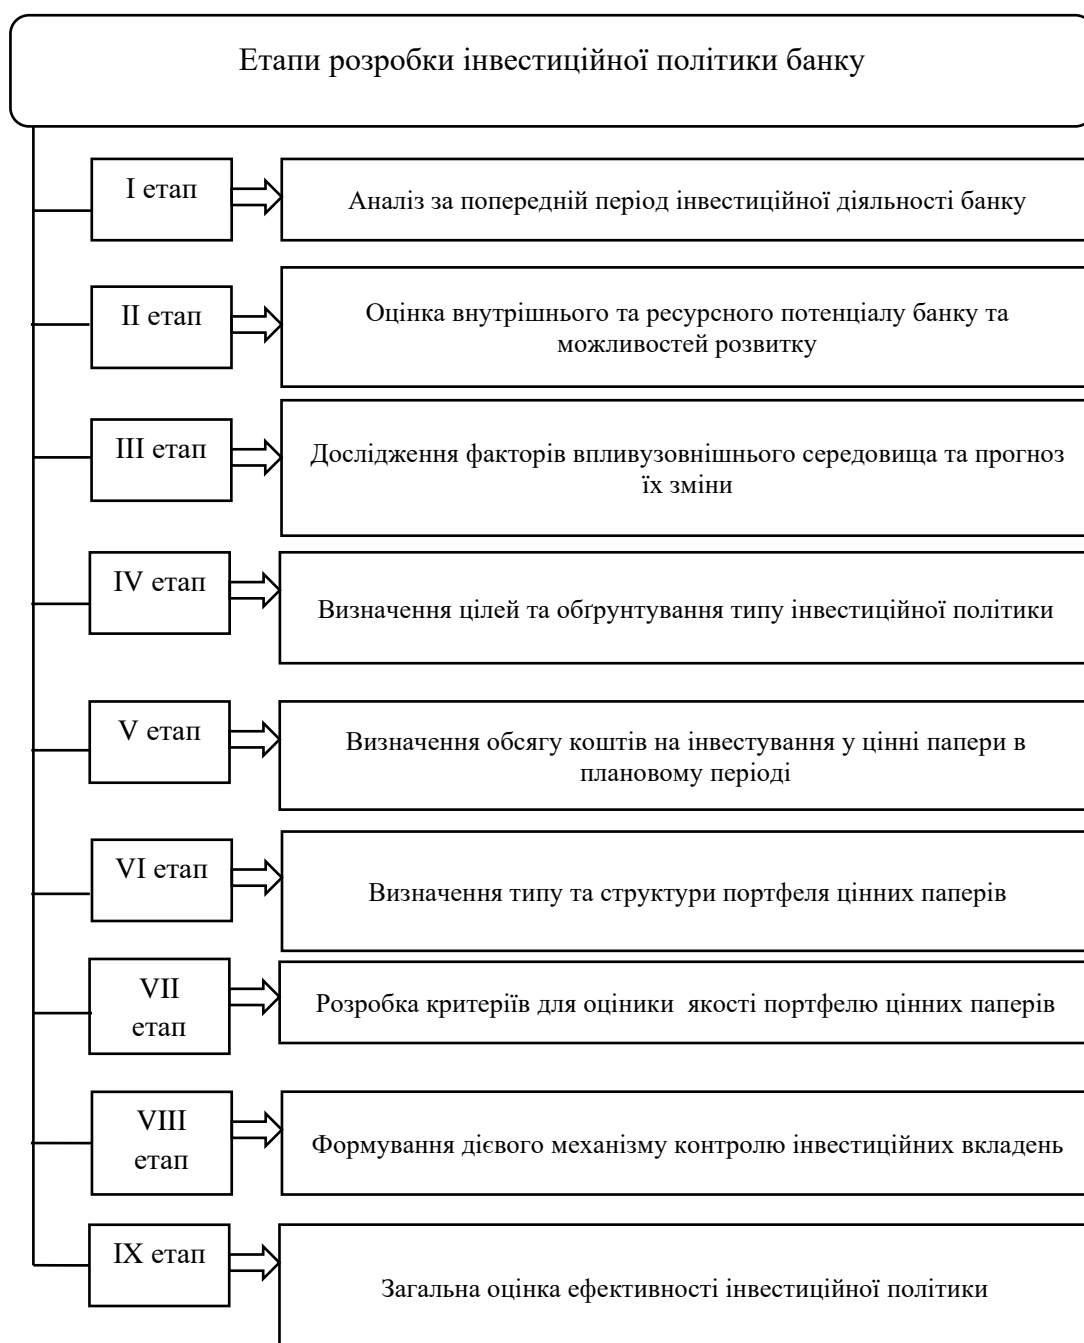 Етапи розробки інвестиційної політики банку
I етап
Аналіз за попередній період інвестиційної діяльності банку
II етап
Оцінка внутрішнього та ресурсного потенціалу банку та
можливостей розвитку
III етап
Дослідження факторів впливузовнішнього середовища та прогноз
їх зміни
IV етап
Визначення цілей та обґрунтування типу інвестиційної політики
V етап
Визначення обсягу коштів на інвестування у цінні папери в
плановому періоді
VI етап
Визначення типу та структури портфеля цінних паперів
VII
етап
Розробка критеріїв для оціники якості портфелю цінних паперів
VIII
етап
Формування дієвого механізму контролю інвестиційних вкладень
IX етап
Загальна оцінка ефективності інвестиційної політики